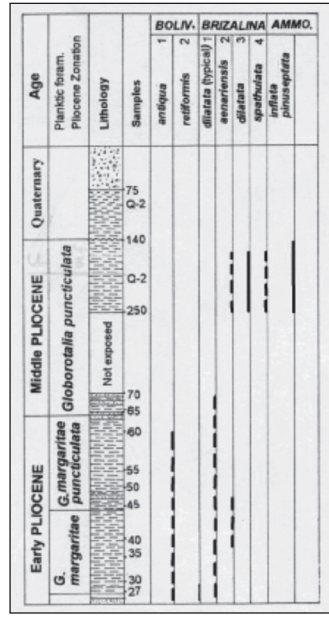 BOLIV. BRIZALINA AMMO.
Age
Planktic foram.
Pliocene Zonation
Lithology
Samples
antiqua 1
retiformis 2
dilatata (typical) 1
aenariensis 2
dilatata 3
spathulata 4
inflata
pinuseptata
Quaternary
75
Q-2
140
Middle PLIOCENE
Globorotalia puncticulata
Q-2
250
Not exposed
70
65
Early PLIOCENE
G.margaritae
puncticulata
60
55
50
45
G.
margaritae
40
35
30
27